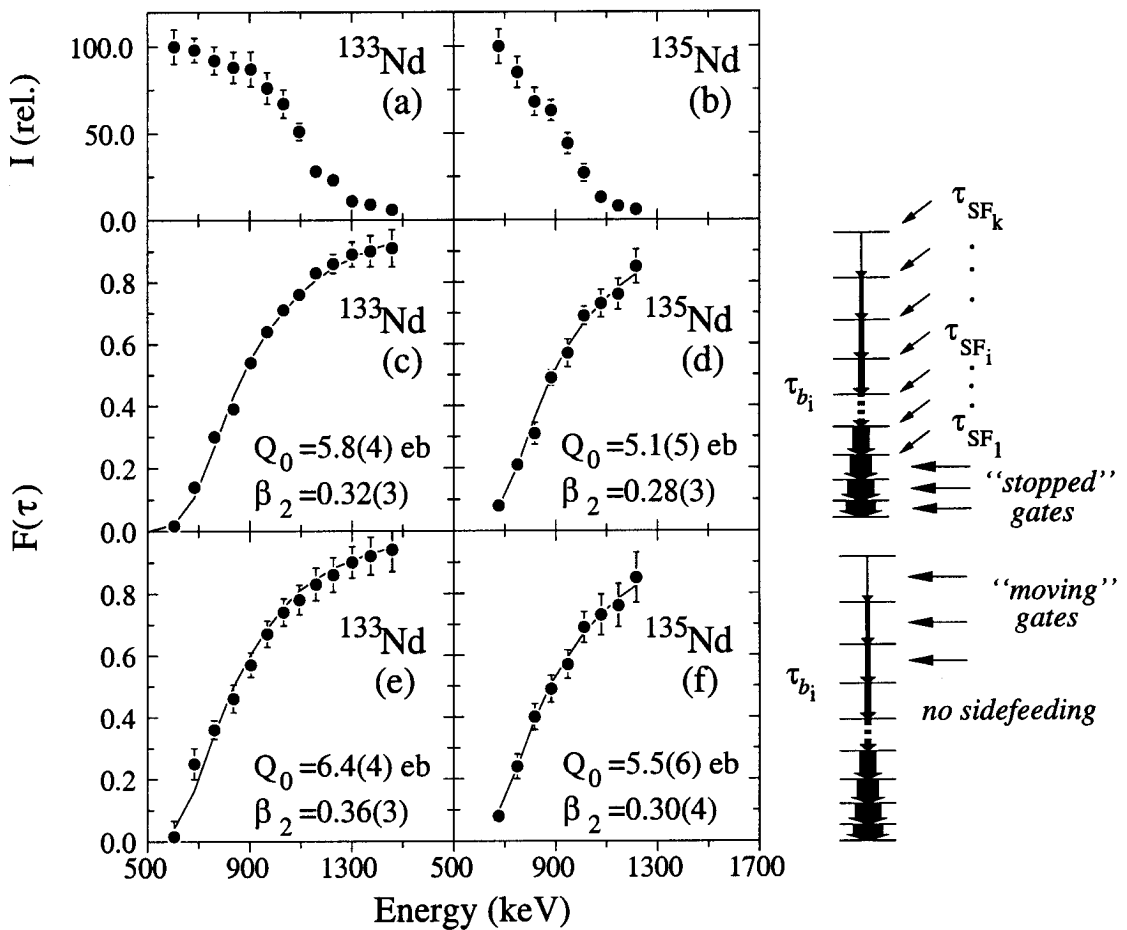 I (rel.)
100.0
50.0
0.0
133Nd
(a)
135Nd
(b)
F(τ)
0.8
0.6
0.4
0.2
0.0
133Nd
(c)
Q0 =5.8(4) eb
β2=0.32(3)
135Nd
(d)
Q0 =5.1(5) eb
β2=0.28(3)
0.8
0.6
0.4
0.2
0.0
133Nd
(e)
Q0 =6.4(4) eb
β2=0.36(3)
135Nd
(f)
Q0 =5.5(6) eb
β2=0.30(4)
500 900 1300 500 900 1300 1700
Energy (keV)
τSFk
τSFi
τbi
τSF1
“stopped”
gates
“moving”
gates
τbi
no sidefeeding